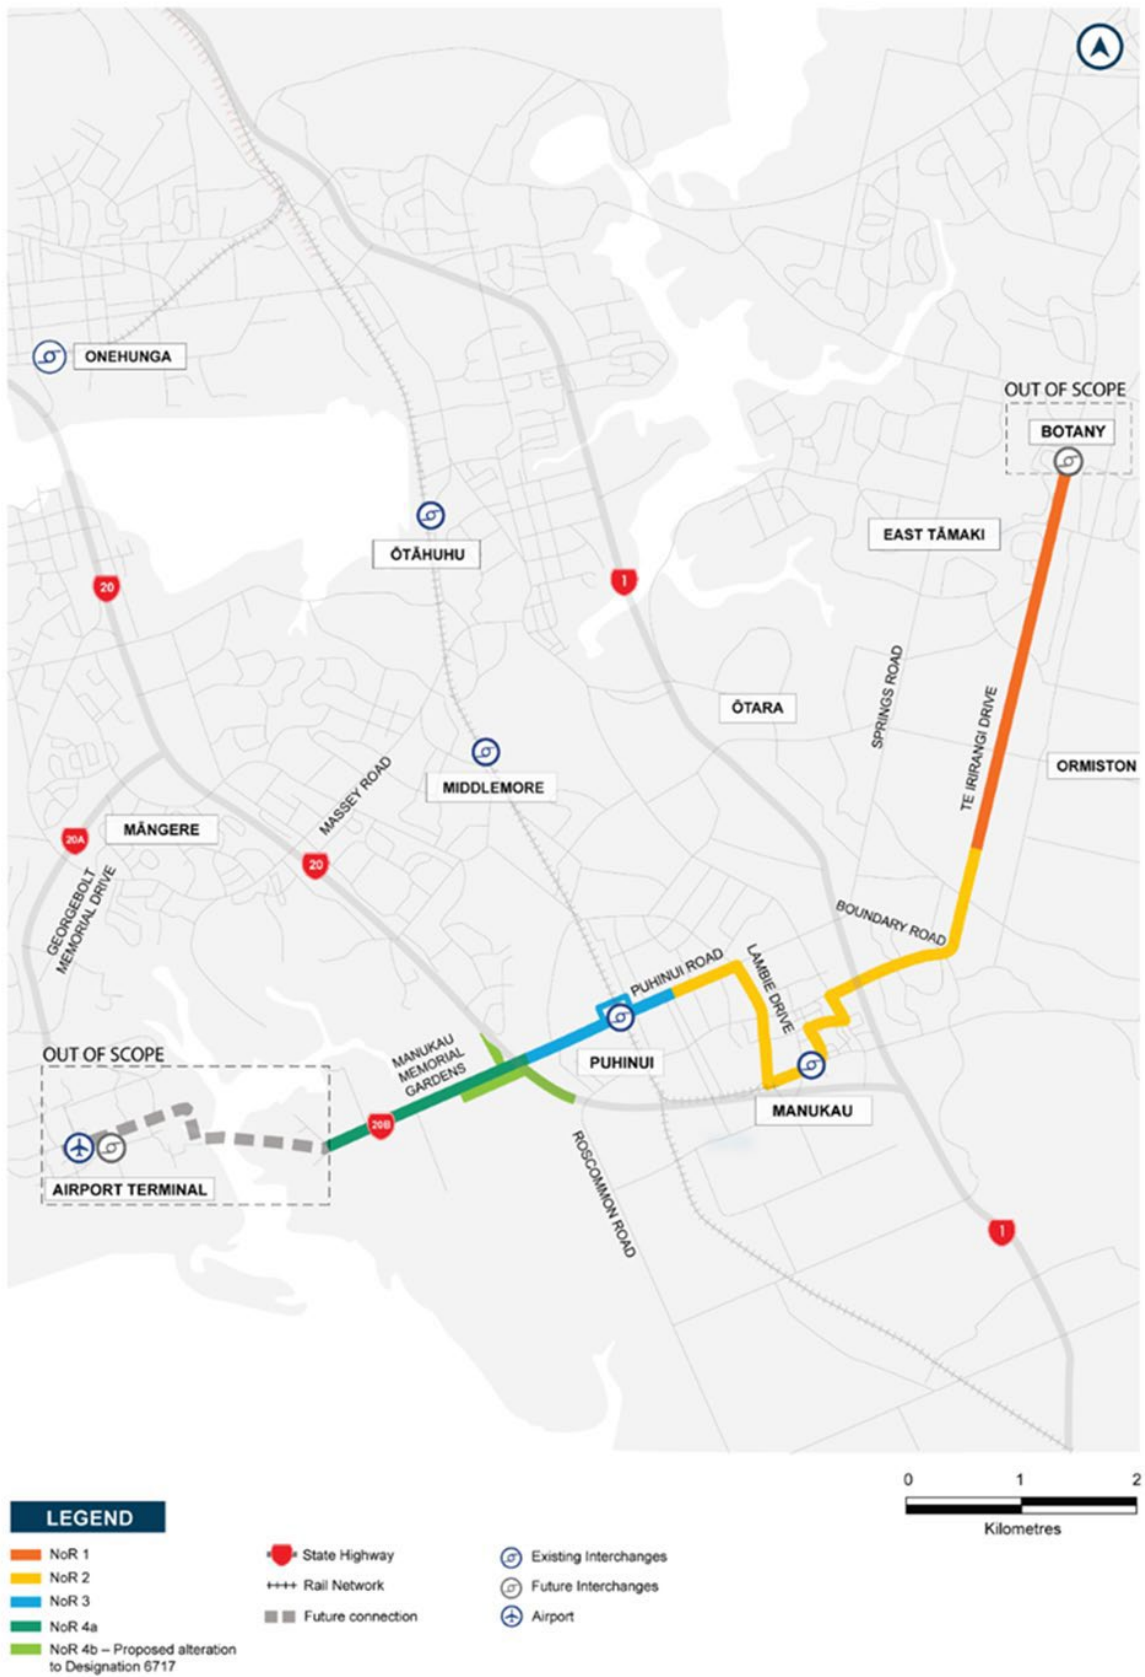 ONEHUNGA
OUT OF SCOPE
BOTANY
ŌTĀHUHU
EAST TĀMAKI
20
1
SPRINGS ROAD
ŌTARA
TE IRIRANGI DRIVE
MIDDLEMORE
ORMISTON
MASSEY ROAD
MĀNGERE
20A
20
GEORGEBOLT
MEMORIAL DRIVE
BOUNDARY ROAD
PUHINUI ROAD
LAMBIE DRIVE
OUT OF SCOPE
MANUKAU
MEMORIAL
GARDENS
PUHINUI
MANUKAU
20B
AIRPORT TERMINAL
ROSCOMMON ROAD
1
0 1 2
Kilometres
LEGEND
NoR 1
NoR 2
NoR 3
NoR 4a
NoR 4b – Proposed alteration
to Designation 6717
State Highway
Rail Network
Future connection
Existing Interchanges
Future Interchanges
Airport